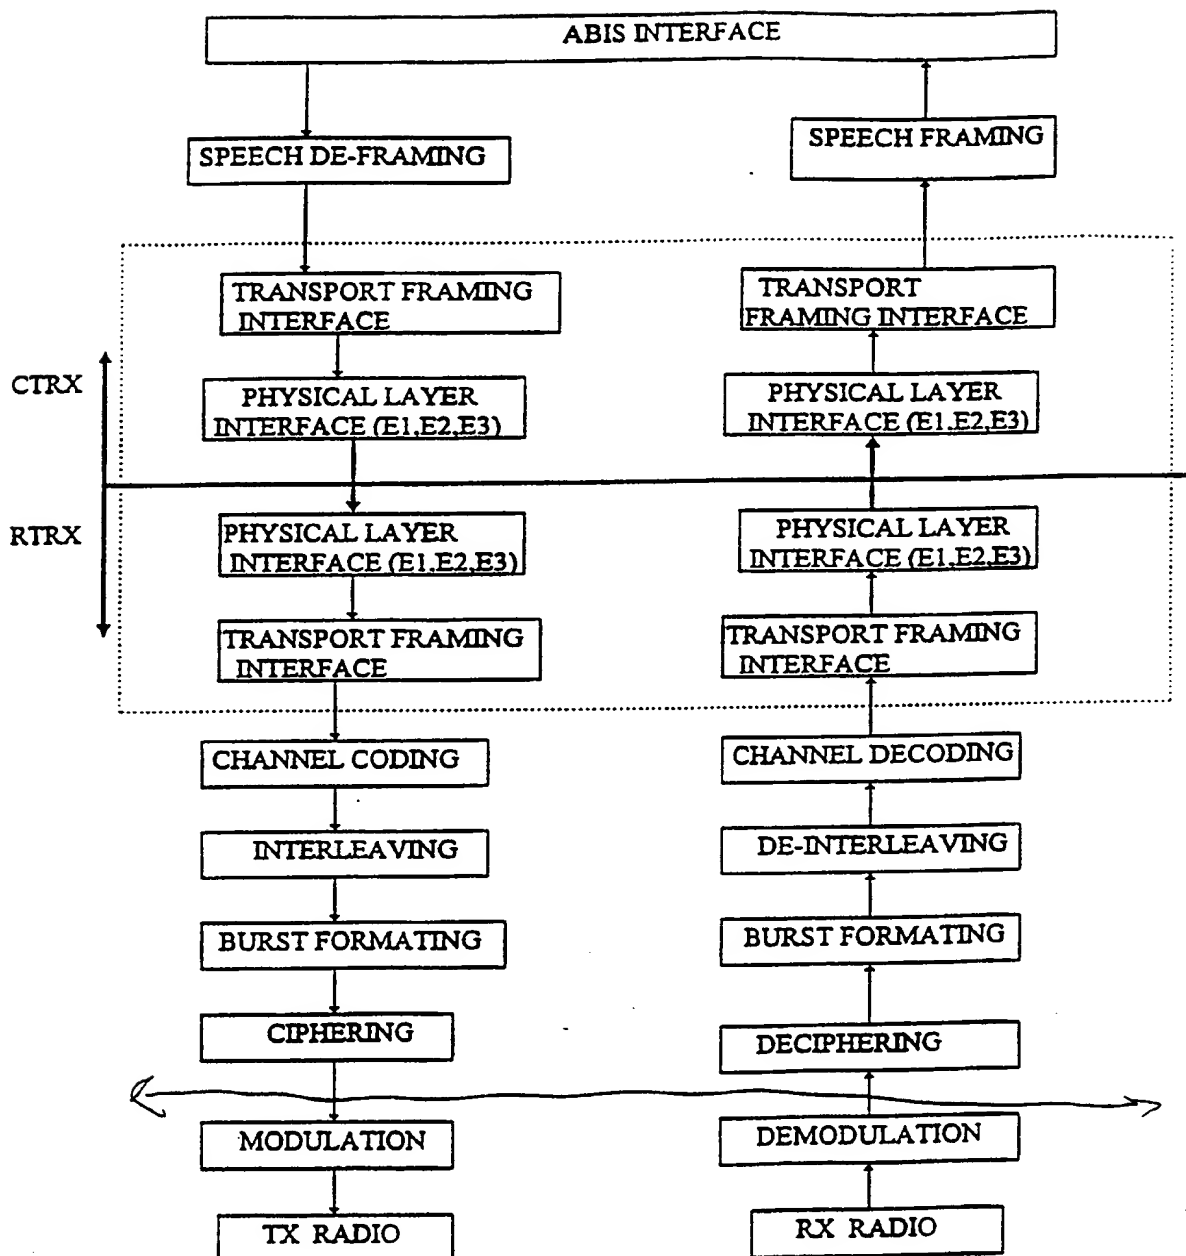 ABIS INTERFACE
SPEECH DE-FRAMING
SPEECH FRAMING
TRANSPORT FRAMING
INTERFACE
TRANSPORT
FRAMING INTERFACE
CTRX
PHYSICAL LAYER
INTERFACE (E1,E2,E3)
PHYSICAL LAYER
INTERFACE (E1,E2,E3)
RTRX
PHYSICAL LAYER
INTERFACE (E1,E2,E3)
PHYSICAL LAYER
INTERFACE (E1,E2,E3)
TRANSPORT FRAMING
INTERFACE
TRANSPORT FRAMING
INTERFACE
CHANNEL CODING
CHANNEL DECODING
INTERLEAVING
DE-INTERLEAVING
BURST FORMATING
BURST FORMATING
CIPHERING
DECIPHERING
MODULATION
DEMODULATION
TX RADIO
RX RADIO